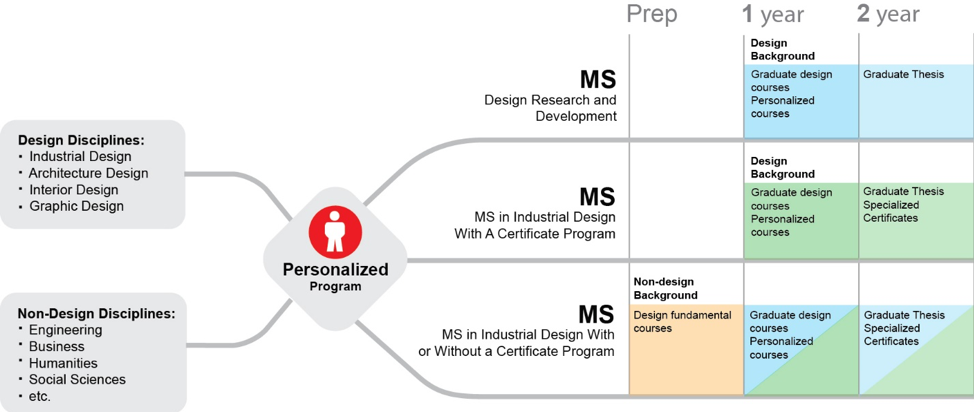 Prep
1 year
2 year
Design Disciplines:
• Industrial Design
• Architecture Design
• Interior Design
• Graphic Design
Non-Design Disciplines:
• Engineering
• Business
• Humanities
• Social Sciences
• etc.
Personalized
Program
MS
Design Research and
Development
Design
Background
Graduate design
courses
Personalized
courses
Graduate Thesis
MS
MS in Industrial Design
With A Certificate Program
Design
Background
Graduate design
courses
Personalized
courses
Graduate Thesis
Specialized
Certificates
MS
MS in Industrial Design With
or Without a Certificate Program
Non-design
Background
Design fundamental
courses
Graduate design
courses
Personalized
courses
Graduate Thesis
Specialized
Certificates